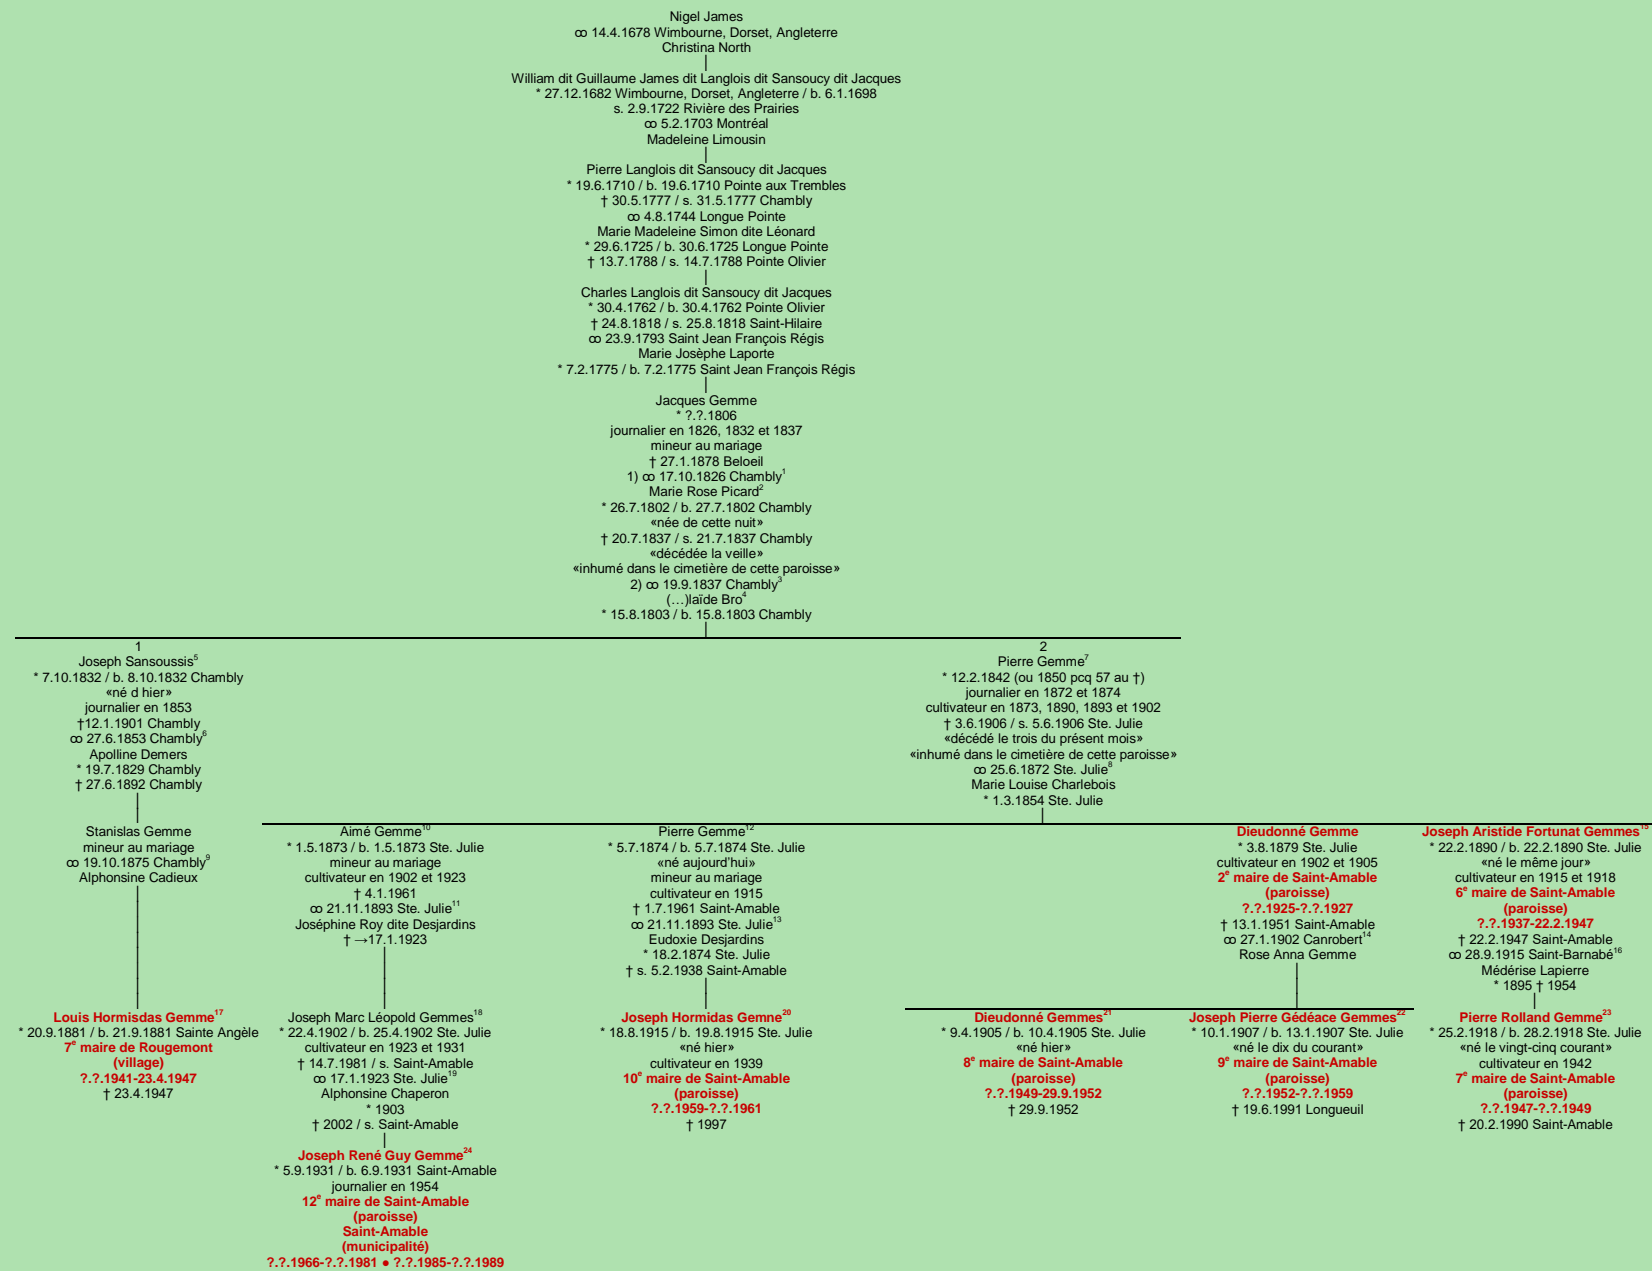 Nigel James
ꝏ 14.4.1678 Wimbourne, Dorset, Angleterre
Christina North
William dit Guillaume James dit Langlois dit Sansoucy dit Jacques
* 27.12.1682 Wimbourne, Dorset, Angleterre / b. 6.1.1698
s. 2.9.1722 Rivière des Prairies
ꝏ 5.2.1703 Montréal
Madeleine Limousin
Pierre Langlois dit Sansoucy dit Jacques
* 19.6.1710 / b. 19.6.1710 Pointe aux Trembles
† 30.5.1777 / s. 31.5.1777 Chambly
ꝏ 4.8.1744 Longue Pointe
Marie Madeleine Simon dite Léonard
* 29.6.1725 / b. 30.6.1725 Longue Pointe
† 13.7.1788 / s. 14.7.1788 Pointe Olivier
Charles Langlois dit Sansoucy dit Jacques
* 30.4.1762 / b. 30.4.1762 Pointe Olivier
† 24.8.1818 / s. 25.8.1818 Saint-Hilaire
ꝏ 23.9.1793 Saint Jean François Régis
Marie Josèphe Laporte
* 7.2.1775 / b. 7.2.1775 Saint Jean François Régis
Jacques Gemme
* ?.?.1806
journalier en 1826, 1832 et 1837
mineur au mariage
† 27.1.1878 Beloeil
1) ꝏ 17.10.1826 Chambly¹
Marie Rose Picard²
* 26.7.1802 / b. 27.7.1802 Chambly
«née de cette nuit»
† 20.7.1837 / s. 21.7.1837 Chambly
«décédée la veille»
«inhumé dans le cimetière de cette paroisse»
2) ꝏ 19.9.1837 Chambly³
(…)laïde Bro⁴
* 15.8.1803 / b. 15.8.1803 Chambly
1
Joseph Sansoussis⁵
* 7.10.1832 / b. 8.10.1832 Chambly
«né d hier»
journalier en 1853
†12.1.1901 Chambly
ꝏ 27.6.1853 Chambly⁶
Apolline Demers
* 19.7.1829 Chambly
† 27.6.1892 Chambly
2
Pierre Gemme⁷
* 12.2.1842 (ou 1850 pcq 57 au †)
journalier en 1872 et 1874
cultivateur en 1873, 1890, 1893 et 1902
† 3.6.1906 / s. 5.6.1906 Ste. Julie
«décédé le trois du présent mois»
«inhumé dans le cimetière de cette paroisse»
ꝏ 25.6.1872 Ste. Julie⁸
Marie Louise Charlebois
* 1.3.1854 Ste. Julie
Stanislas Gemme
mineur au mariage
ꝏ 19.10.1875 Chambly⁹
Alphonsine Cadieux
Aimé Gemme¹⁰
* 1.5.1873 / b. 1.5.1873 Ste. Julie
mineur au mariage
cultivateur en 1902 et 1923
† 4.1.1961
ꝏ 21.11.1893 Ste. Julie¹¹
Joséphine Roy dite Desjardins
† →17.1.1923
Pierre Gemme¹²
* 5.7.1874 / b. 5.7.1874 Ste. Julie
«né aujourd'hui»
mineur au mariage
cultivateur en 1915
† 1.7.1961 Saint-Amable
ꝏ 21.11.1893 Ste. Julie¹³
Eudoxie Desjardins
* 18.2.1874 Ste. Julie
† s. 5.2.1938 Saint-Amable
Dieudonné Gemme
* 3.8.1879 Ste. Julie
cultivateur en 1902 et 1905
2ᵉ maire de Saint-Amable
(paroisse)
?.?.1925-?.?.1927
† 13.1.1951 Saint-Amable
ꝏ 27.1.1902 Canrobert¹⁴
Rose Anna Gemme
Joseph Aristide Fortunat Gemmes¹⁵
* 22.2.1890 / b. 22.2.1890 Ste. Julie
«né le même jour»
cultivateur en 1915 et 1918
6ᵉ maire de Saint-Amable
(paroisse)
?.?.1937-22.2.1947
† 22.2.1947 Saint-Amable
ꝏ 28.9.1915 Saint-Barnabé¹⁶
Médérise Lapierre
* 1895 † 1954
Louis Hormisdas Gemme¹⁷
* 20.9.1881 / b. 21.9.1881 Sainte Angèle
7ᵉ maire de Rougemont
(village)
?.?.1941-23.4.1947
† 23.4.1947
Joseph Marc Léopold Gemmes¹⁸
* 22.4.1902 / b. 25.4.1902 Ste. Julie
cultivateur en 1923 et 1931
† 14.7.1981 / s. Saint-Amable
ꝏ 17.1.1923 Ste. Julie¹⁹
Alphonsine Chaperon
* 1903
† 2002 / s. Saint-Amable
Joseph Hormidas Gemne²⁰
* 18.8.1915 / b. 19.8.1915 Ste. Julie
«né hier»
cultivateur en 1939
10ᵉ maire de Saint-Amable
(paroisse)
?.?.1959-?.?.1961
† 1997
Dieudonné Gemmes²¹
* 9.4.1905 / b. 10.4.1905 Ste. Julie
«né hier»
8ᵉ maire de Saint-Amable
(paroisse)
?.?.1949-29.9.1952
† 29.9.1952
Joseph Pierre Gédéace Gemmes²²
* 10.1.1907 / b. 13.1.1907 Ste. Julie
«né le dix du courant»
9ᵉ maire de Saint-Amable
(paroisse)
?.?.1952-?.?.1959
† 19.6.1991 Longueuil
Pierre Rolland Gemme²³
* 25.2.1918 / b. 28.2.1918 Ste. Julie
«né le vingt-cinq courant»
cultivateur en 1942
7ᵉ maire de Saint-Amable
(paroisse)
?.?.1947-?.?.1949
† 20.2.1990 Saint-Amable
Joseph René Guy Gemme²⁴
* 5.9.1931 / b. 6.9.1931 Saint-Amable
journalier en 1954
12ᵉ maire de Saint-Amable
(paroisse)
Saint-Amable
(municipalité)
?.?.1966-?.?.1981 ● ?.?.1985-?.?.1989